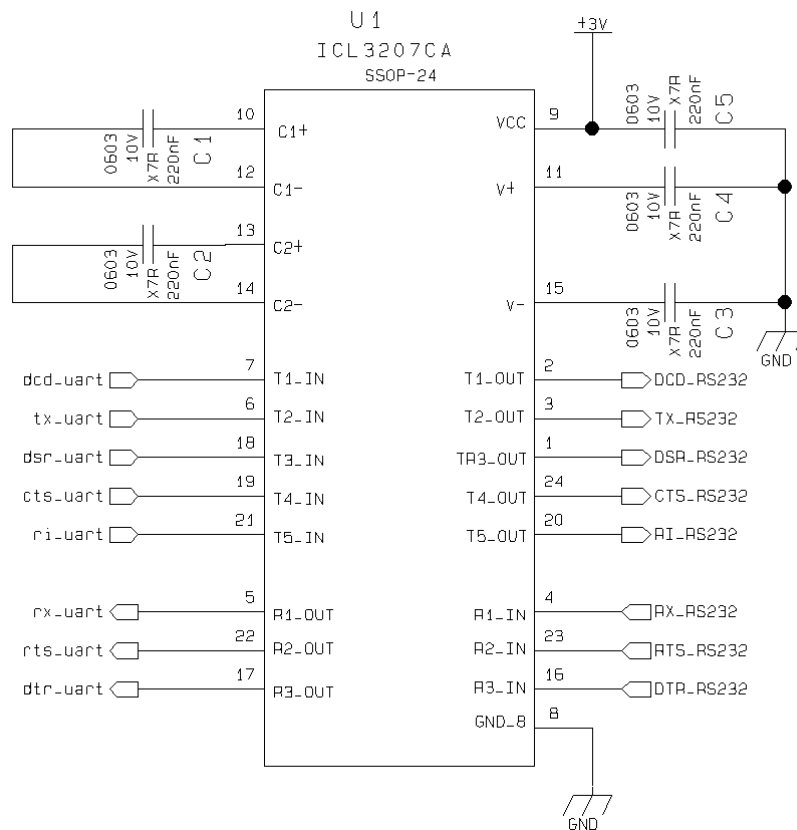 U1
ICL3207CA
SSOP-24
+3V
10
C1+
0603
10V
X7R
220nF
C1
12
C1-
13
C2+
0603
10V
X7R
220nF
C2
14
C2-
9
VCC
0603
10V
X7R
220nF
C5
11
V+
0603
10V
X7R
220nF
C4
15
V-
0603
10V
X7R
220nF
C3
GND
dcd_uart 7 T1_IN T1_OUT 2 DCD_RS232
tx_uart 6 T2_IN T2_OUT 3 TX_RS232
dsr_uart 18 T3_IN TR3_OUT 1 DSR_RS232
cts_uart 19 T4_IN T4_OUT 24 CTS_RS232
ri_uart 21 T5_IN T5_OUT 20 RI_RS232
rx_uart 5 R1_OUT R1_IN 4 RX_RS232
rts_uart 22 R2_OUT R2_IN 23 RTS_RS232
dtr_uart 17 R3_OUT R3_IN 16 DTR_RS232
GND_8 8
GND